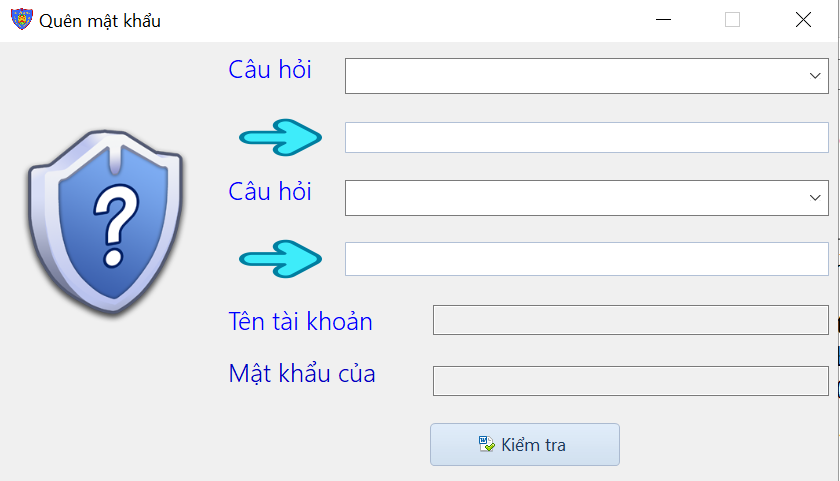 Quên mật khẩu
Câu hỏi
Câu hỏi
Tên tài khoản
Mật khẩu của
Kiểm tra